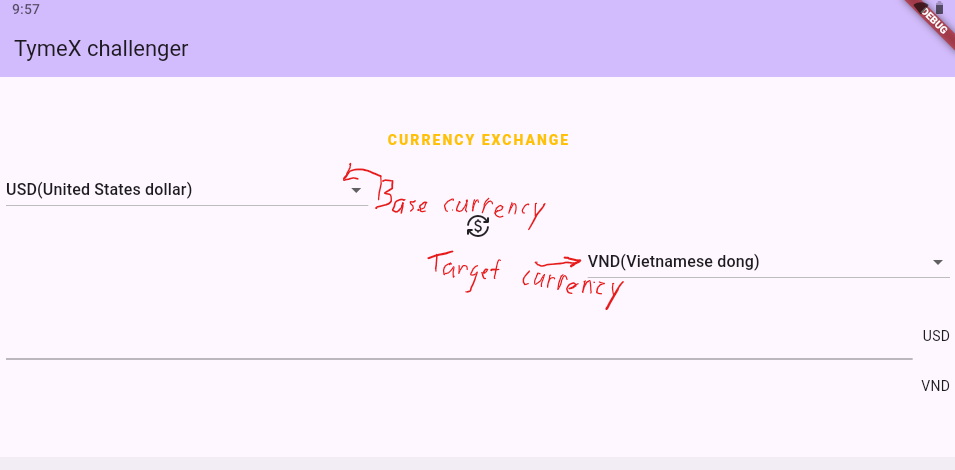 9:57
DEBUG
TymeX challenger
CURRENCY EXCHANGE
USD(United States dollar)
Base currency
Target currency
VND(Vietnamese dong)
USD
VND